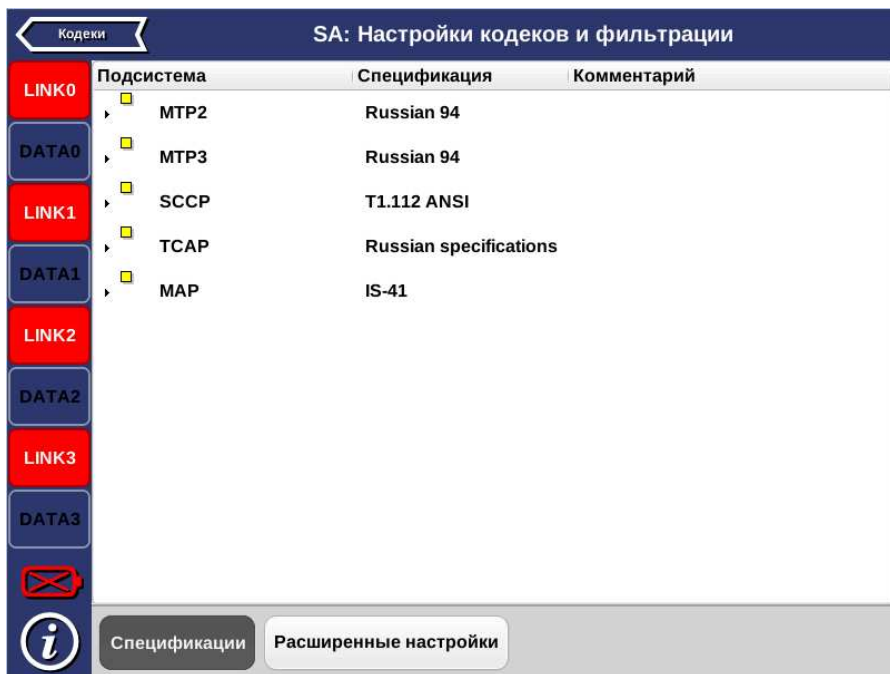 Кодеки
SA: Настройки кодеков и фильтрации
LINK0
DATA0
LINK1
DATA1
LINK2
DATA2
LINK3
DATA3
Подсистема Спецификация Комментарий
MTP2 Russian 94
MTP3 Russian 94
SCCP T1.112 ANSI
TCAP Russian specifications
MAP IS-41
i
Спецификации Расширенные настройки